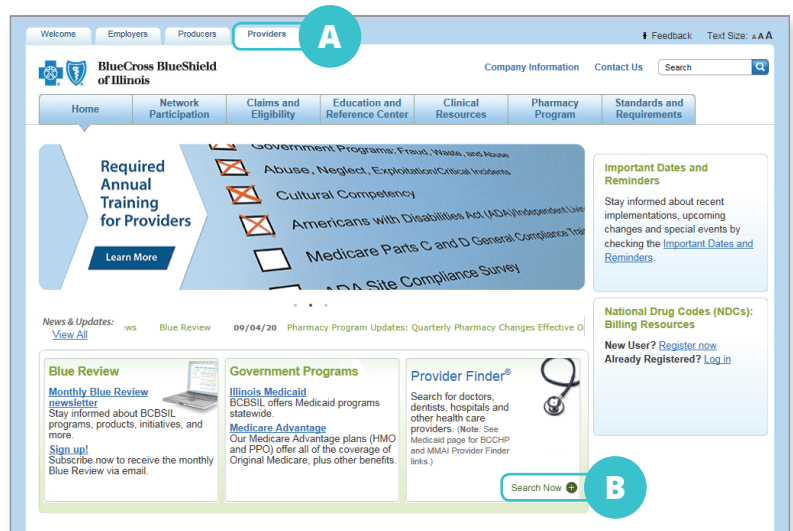 Welcome
Employers
Producers
Providers
A
Feedback
Text Size: A A A
BlueCross BlueShield
of Illinois
Company Information
Contact Us
Search
Home
Network
Participation
Claims and
Eligibility
Education and
Reference Center
Clinical
Resources
Pharmacy
Program
Standards and
Requirements
Required
Annual
Training
for Providers
Learn More
Government Programs: Fraud, Waste, and Abuse
Abuse, Neglect, Exploitation/Critical Incidents
Cultural Competency
Americans with Disabilities Act (ADA)/Independent Livi
Medicare Parts C and D General Compliance Trai
ADA Site Compliance Survey
Important Dates and
Reminders
Stay informed about recent
implementations, upcoming
changes and special events by
checking the Important Dates and
Reminders.
News & Updates:
View All
ws
Blue Review
09/04/20 Pharmacy Program Updates: Quarterly Pharmacy Changes Effective O
National Drug Codes (NDCs):
Billing Resources
New User? Register now
Already Registered? Log in
Blue Review
Monthly Blue Review
newsletter
Stay informed about BCBSIL
programs, products, initiatives, and
more.
Sign up!
Subscribe now to receive the monthly
Blue Review via email.
Government Programs
Illinois Medicaid
BCBSIL offers Medicaid programs
statewide.
Medicare Advantage
Our Medicare Advantage plans (HMO
and PPO) offer all of the coverage of
Original Medicare, plus other benefits.
Provider Finder®
Search for doctors,
dentists, hospitals and
other health care
providers. (Note: See
Medicaid page for BCCHP
and MMAI Provider Finder
links.)
Search Now
B